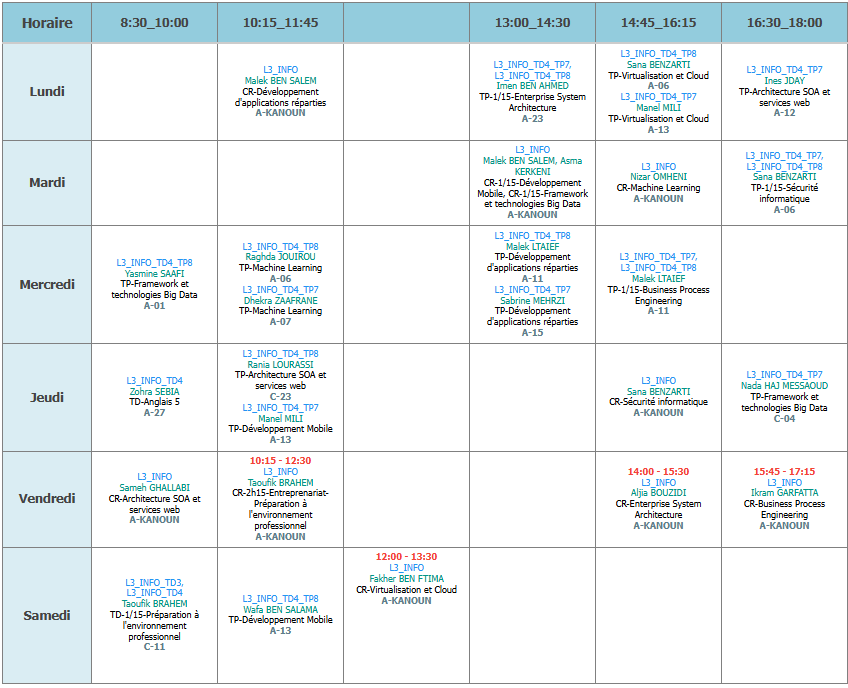 Horaire
8:30_10:00
10:15_11:45
13:00_14:30
14:45_16:15
16:30_18:00
Lundi
L3_INFO
Malek BEN SALEM
CR-Développement
d'applications réparties
A-KANOUN
L3_INFO_TD4_TP7,
L3_INFO_TD4_TP8
Imen BEN AHMED
TP-1/15-Enterprise System
Architecture
A-23
L3_INFO_TD4_TP8
Sana BENZARTI
TP-Virtualisation et Cloud
A-06
L3_INFO_TD4_TP7
Manel MILI
TP-Virtualisation et Cloud
A-13
L3_INFO_TD4_TP7
Ines JDAY
TP-Architecture SOA et
services web
A-12
Mardi
L3_INFO
Malek BEN SALEM, Asma
KERKENI
CR-1/15-Développement
Mobile, CR-1/15-Framework
et technologies Big Data
A-KANOUN
L3_INFO
Nizar OMHENI
CR-Machine Learning
A-KANOUN
L3_INFO_TD4_TP7,
L3_INFO_TD4_TP8
Sana BENZARTI
TP-1/15-Sécurité
informatique
A-06
Mercredi
L3_INFO_TD4_TP8
Yasmine SAAFI
TP-Framework et
technologies Big Data
A-01
L3_INFO_TD4_TP8
Raghda JOUIROU
TP-Machine Learning
A-06
L3_INFO_TD4_TP7
Dhekra ZAAFRANE
TP-Machine Learning
A-07
L3_INFO_TD4_TP8
Malek LTAIEF
TP-Développement
d'applications réparties
A-11
L3_INFO_TD4_TP7
Sabrine MEHRZI
TP-Développement
d'applications réparties
A-15
L3_INFO_TD4_TP7,
L3_INFO_TD4_TP8
Malek LTAIEF
TP-1/15-Business Process
Engineering
A-11
Jeudi
L3_INFO_TD4
Zohra SEBIA
TD-Anglais 5
A-27
L3_INFO_TD4_TP8
Rania LOURASSI
TP-Architecture SOA et
services web
C-23
L3_INFO_TD4_TP7
Manel MILI
TP-Développement Mobile
A-13
L3_INFO
Sana BENZARTI
CR-Sécurité informatique
A-KANOUN
L3_INFO_TD4_TP7
Nada HAJ MESSAOUD
TP-Framework et
technologies Big Data
C-04
Vendredi
L3_INFO
Sameh GHALLABI
CR-Architecture SOA et
services web
A-KANOUN
10:15 - 12:30
L3_INFO
Taoufik BRAHEM
CR-2h15-Entreprenariat-
Préparation à
l'environnement
professionnel
A-KANOUN
14:00 - 15:30
L3_INFO
Aljia BOUZIDI
CR-Enterprise System
Architecture
A-KANOUN
15:45 - 17:15
L3_INFO
Ikram GARFATTA
CR-Business Process
Engineering
A-KANOUN
Samedi
L3_INFO_TD3,
L3_INFO_TD4
Taoufik BRAHEM
TD-1/15-Préparation à
l'environnement
professionnel
C-11
L3_INFO_TD4_TP8
Wafa BEN SALAMA
TP-Développement Mobile
A-13
12:00 - 13:30
L3_INFO
Fakher BEN FTIMA
CR-Virtualisation et Cloud
A-KANOUN